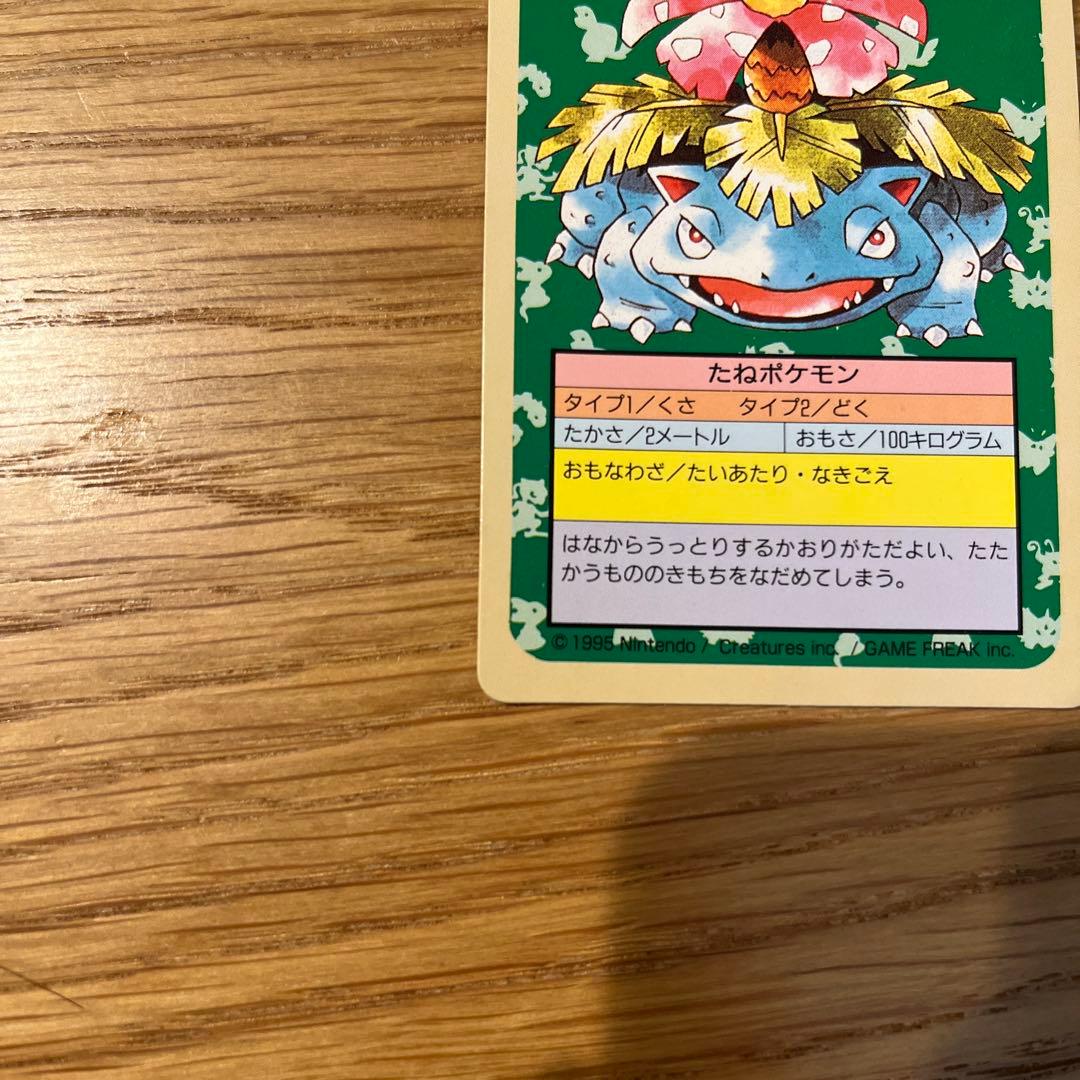 たねポケモン
タイプ1／くさ　タイプ2／どく
たかさ／2メートル　おもさ／100キログラム
おもなわざ／たいあたり・なきごえ
はなからうっとりするかおりがただよい、たた
かうもののきもちをなだめてしまう。
© 1995 Nintendo / Creatures inc. / GAME FREAK inc.